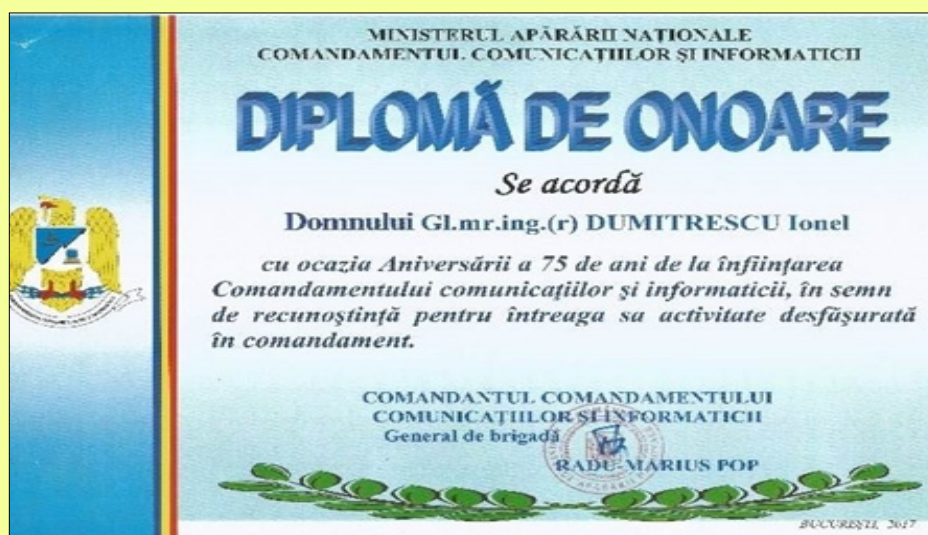 MINISTERUL APĂRĂRII NAȚIONALE
COMANDAMENTUL COMUNICAȚIILOR ȘI INFORMATICII
DIPLOMĂ DE ONOARE
Se acordă
Domnului Gl.mr.ing.(r) DUMITRESCU Ionel
cu ocazia Aniversării a 75 de ani de la înființarea
Comandamentului comunicațiilor și informaticii, în semn
de recunoștință pentru întreaga sa activitate desfășurată
în comandament.
COMANDANTUL COMANDAMENTULUI
COMUNICAȚIILOR ȘI INFORMATICII
General de brigadă
RADU-MARIUS POP
BUCUREȘTI, 2017